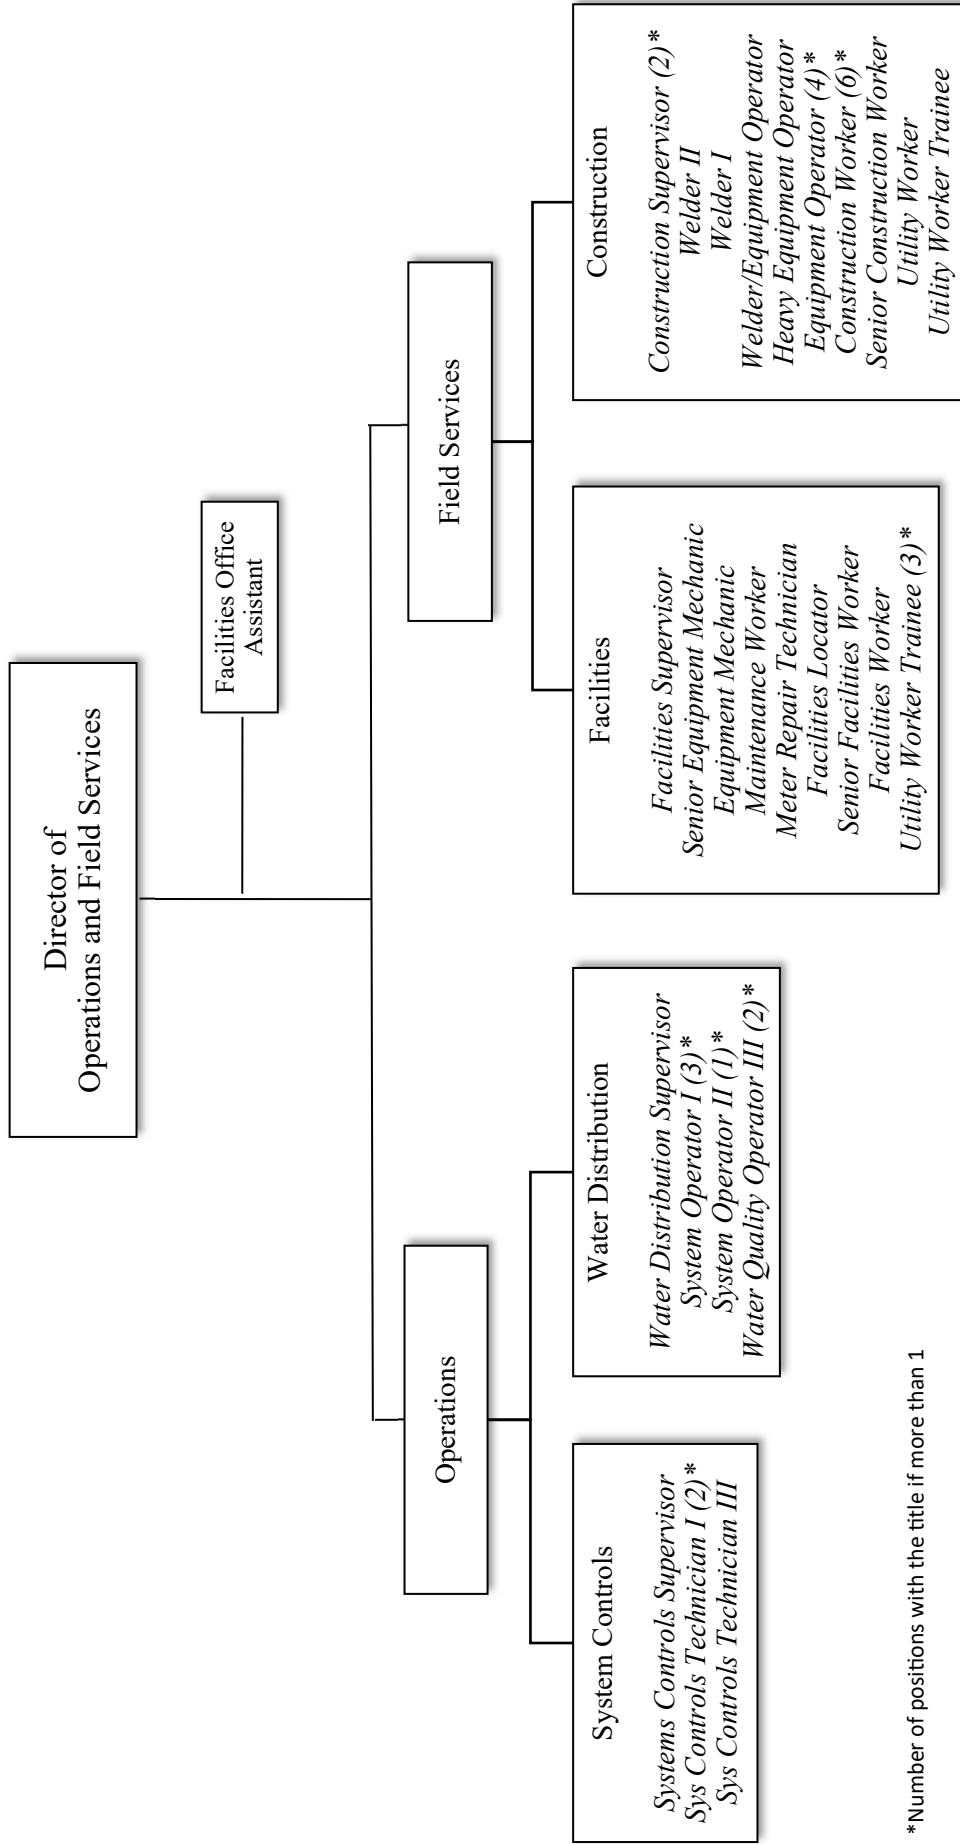 Director of
Operations and Field Services
Facilities Office
Assistant
Operations
Field Services
System Controls
Systems Controls Supervisor
Sys Controls Technician I (2)*
Sys Controls Technician III
Water Distribution
Water Distribution Supervisor
System Operator I (3)*
System Operator II (1)*
Water Quality Operator III (2)*
Facilities
Facilities Supervisor
Senior Equipment Mechanic
Equipment Mechanic
Maintenance Worker
Meter Repair Technician
Facilities Locator
Senior Facilities Worker
Facilities Worker
Utility Worker Trainee (3)*
Construction
Construction Supervisor (2)*
Welder II
Welder I
Welder/Equipment Operator
Heavy Equipment Operator
Equipment Operator (4)*
Construction Worker (6)*
Senior Construction Worker
Utility Worker
Utility Worker Trainee
*Number of positions with the title if more than 1